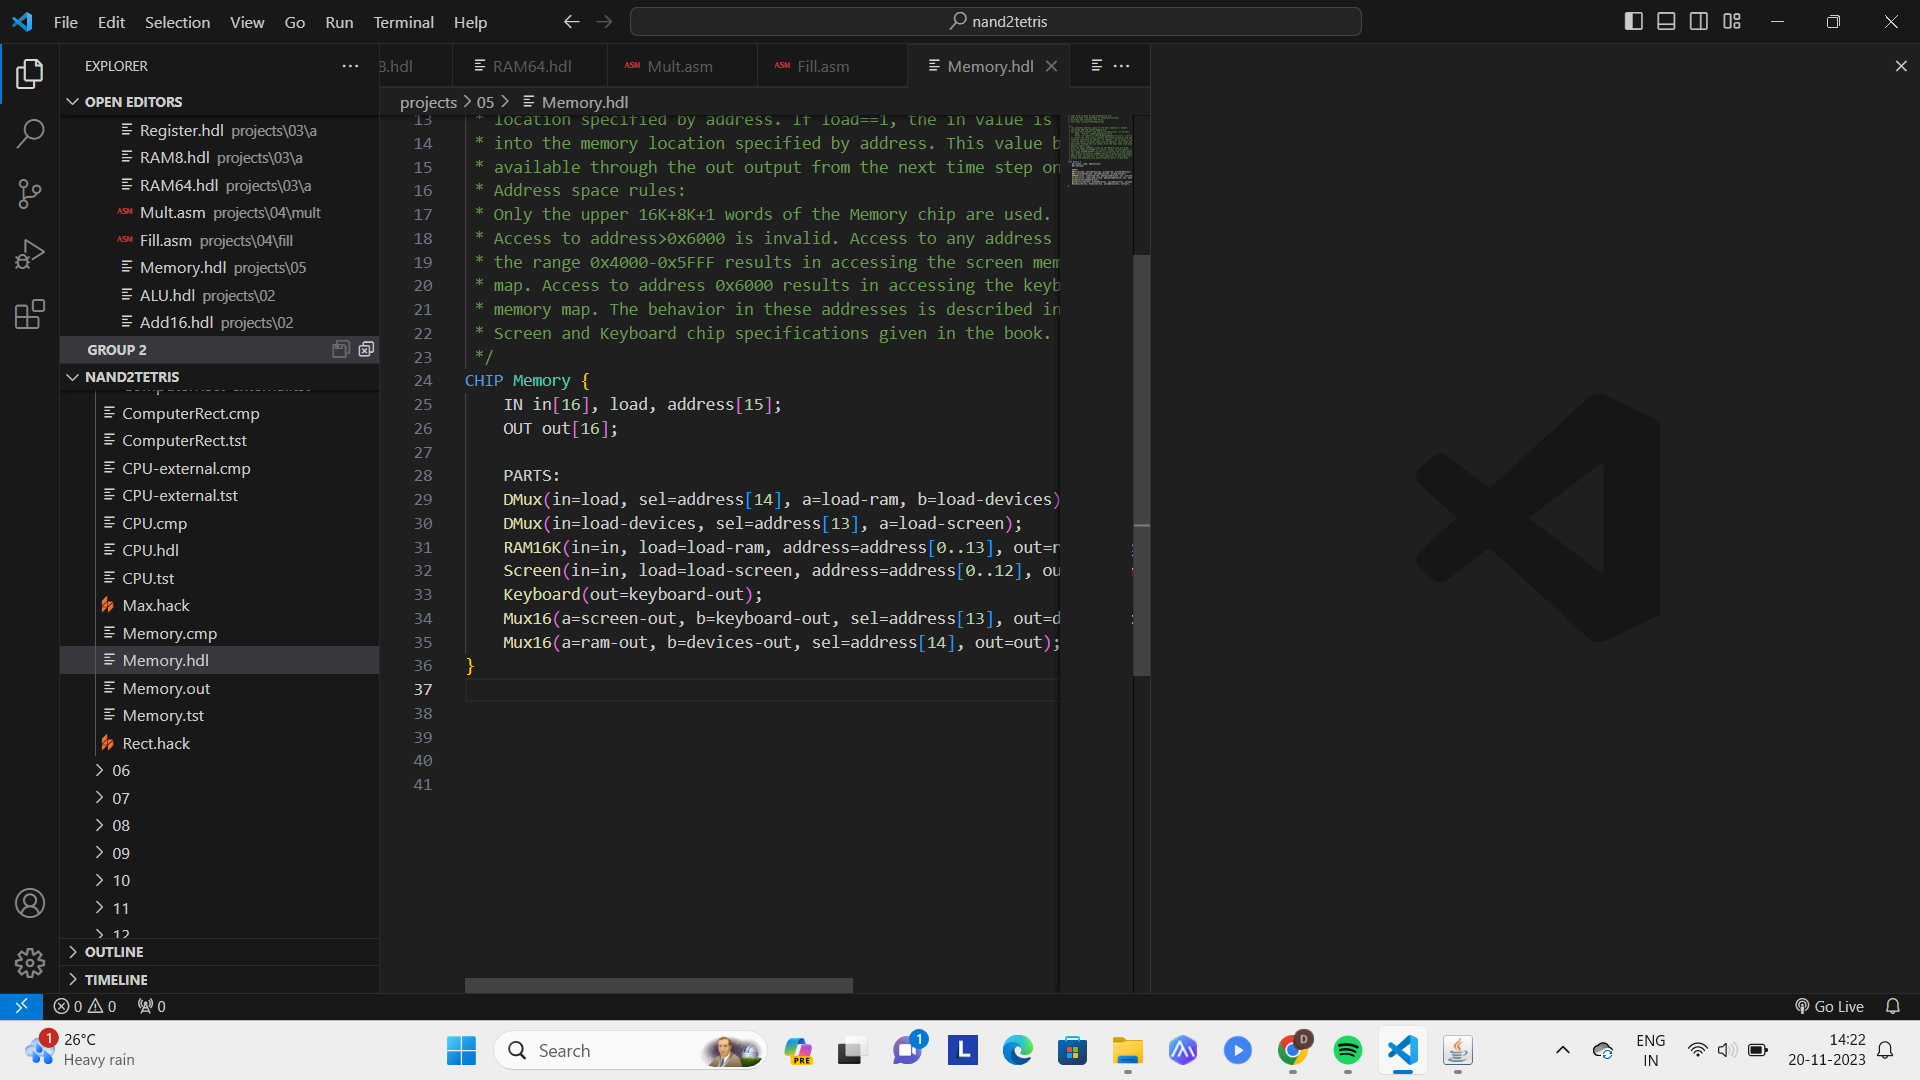 File Edit Selection View Go Run Terminal Help
nand2tetris
EXPLORER
OPEN EDITORS
Register.hdl projects\03\a
RAM8.hdl projects\03\a
RAM64.hdl projects\03\a
ASM Mult.asm projects\04\mult
ASM Fill.asm projects\04\fill
Memory.hdl projects\05
ALU.hdl projects\02
Add16.hdl projects\02
GROUP 2
NAND2TETRIS
ComputerRect.cmp
ComputerRect.tst
CPU-external.cmp
CPU-external.tst
CPU.cmp
CPU.hdl
CPU.tst
Max.hack
Memory.cmp
Memory.hdl
Memory.out
Memory.tst
Rect.hack
06
07
08
09
10
11
12
OUTLINE
TIMELINE
.hdl RAM64.hdl ASM Mult.asm ASM Fill.asm Memory.hdl
projects > 05 > Memory.hdl
13 * location specified by address. If load==1, the in value is
14 * into the memory location specified by address. This value b
15 * available through the out output from the next time step on
16 * Address space rules:
17 * Only the upper 16K+8K+1 words of the Memory chip are used.
18 * Access to address>0x6000 is invalid. Access to any address
19 * the range 0x4000-0x5FFF results in accessing the screen mem
20 * map. Access to address 0x6000 results in accessing the keyb
21 * memory map. The behavior in these addresses is described in
22 * Screen and Keyboard chip specifications given in the book.
23 */
24 CHIP Memory {
25 IN in[16], load, address[15];
26 OUT out[16];
27
28 PARTS:
29 DMux(in=load, sel=address[14], a=load-ram, b=load-devices)
30 DMux(in=load-devices, sel=address[13], a=load-screen);
31 RAM16K(in=in, load=load-ram, address=address[0..13], out=r
32 Screen(in=in, load=load-screen, address=address[0..12], ou
33 Keyboard(out=keyboard-out);
34 Mux16(a=screen-out, b=keyboard-out, sel=address[13], out=d
35 Mux16(a=ram-out, b=devices-out, sel=address[14], out=out);
36 }
37
38
39
40
41
0 0 0
Go Live
1
26°C
Heavy rain
Search
PRE
1
L
D
ENG
IN
14:22
20-11-2023